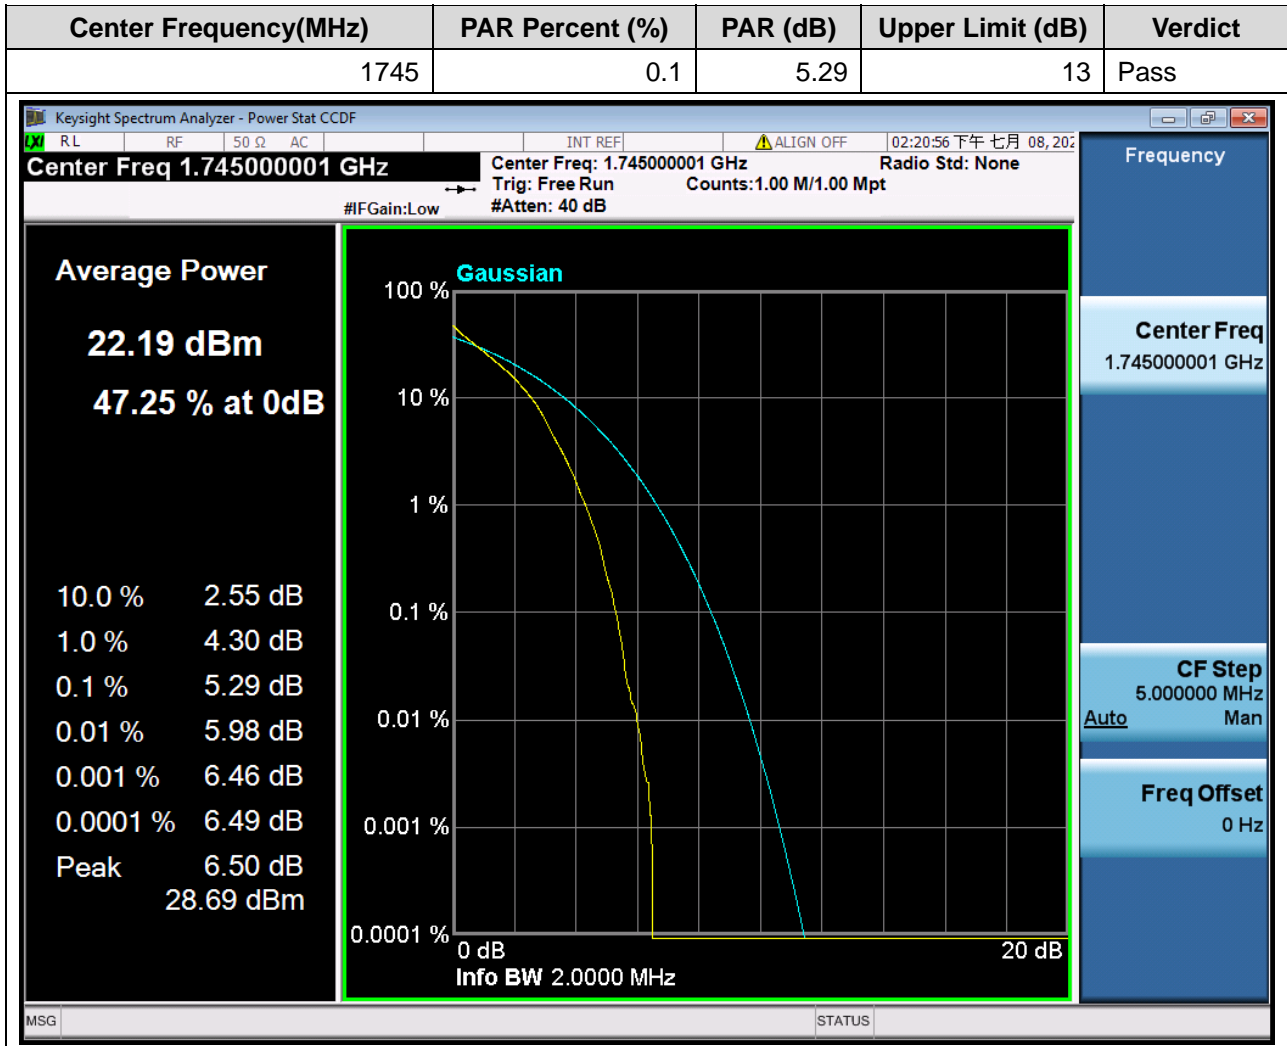 Center Frequency(MHz) PAR Percent (%) PAR (dB) Upper Limit (dB) Verdict
1745 0.1 5.29 13 Pass
Keysight Spectrum Analyzer - Power Stat CCDF
LXI RL RF 50 Ω AC INT REF ALIGN OFF 02:20:56 下午 七月 08, 202
Center Freq 1.745000001 GHz
Center Freq: 1.745000001 GHz Radio Std: None
Trig: Free Run Counts:1.00 M/1.00 Mpt
#IFGain:Low #Atten: 40 dB
Average Power
22.19 dBm
47.25 % at 0dB
10.0 % 2.55 dB
1.0 % 4.30 dB
0.1 % 5.29 dB
0.01 % 5.98 dB
0.001 % 6.46 dB
0.0001 % 6.49 dB
Peak 6.50 dB
28.69 dBm
Gaussian
100 %
10 %
1 %
0.1 %
0.01 %
0.001 %
0.0001 %
0 dB 20 dB
Info BW 2.0000 MHz
Frequency
Center Freq
1.745000001 GHz
CF Step
5.000000 MHz
Auto Man
Freq Offset
0 Hz
MSG STATUS